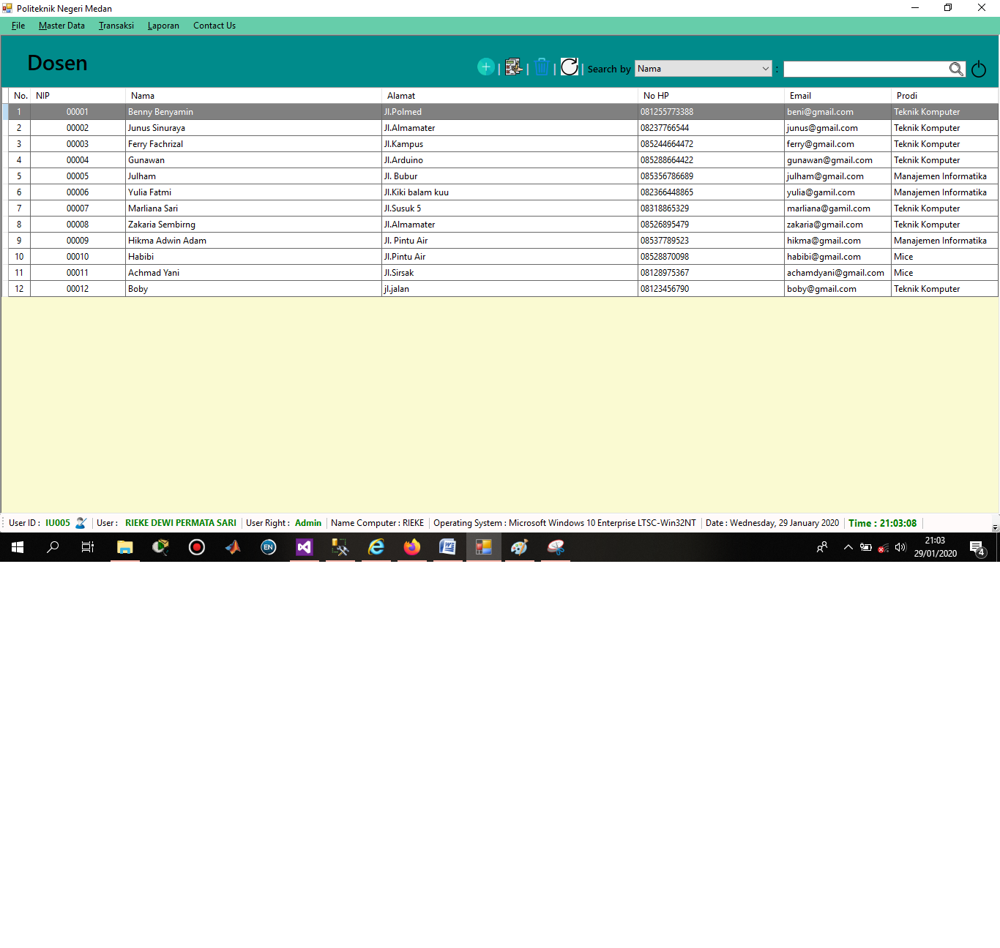 Politeknik Negeri Medan
File Master Data Transaksi Laporan Contact Us
Dosen | | | | Search by Nama :
No. NIP Nama Alamat No HP Email Prodi
1 00001 Benny Benyamin Jl.Polmed 081255773388 beni@gmail.com Teknik Komputer
2 00002 Junus Sinuraya Jl.Almamater 08237766544 junus@gmail.com Teknik Komputer
3 00003 Ferry Fachrizal Jl.Kampus 085244664472 ferry@gmail.com Teknik Komputer
4 00004 Gunawan Jl.Arduino 085288664422 gunawan@gmail.com Teknik Komputer
5 00005 Julham Jl. Bubur 085356786689 julham@gmail.com Manajemen Informatika
6 00006 Yulia Fatmi Jl.Kiki balam kuu 082366448865 yulia@gamil.com Manajemen Informatika
7 00007 Marliana Sari Jl.Susuk 5 08318865329 marliana@gamil.com Teknik Komputer
8 00008 Zakaria Sembirng Jl.Almamater 08526895479 zakaria@gmail.com Teknik Komputer
9 00009 Hikma Adwin Adam Jl. Pintu Air 08537789523 hikma@gmail.com Manajemen Informatika
10 00010 Habibi Jl.Pintu Air 08528870098 habibi@gmail.com Mice
11 00011 Achmad Yani Jl.Sirsak 08128975367 achamdyani@gmail.com Mice
12 00012 Boby jl.jalan 08123456790 boby@gmail.com Teknik Komputer
User ID : IU005 User : RIEKE DEWI PERMATA SARI User Right : Admin Name Computer : RIEKE Operating System : Microsoft Windows 10 Enterprise LTSC-Win32NT Date : Wednesday, 29 January 2020 Time : 21:03:08
EN
21:03
29/01/2020
4